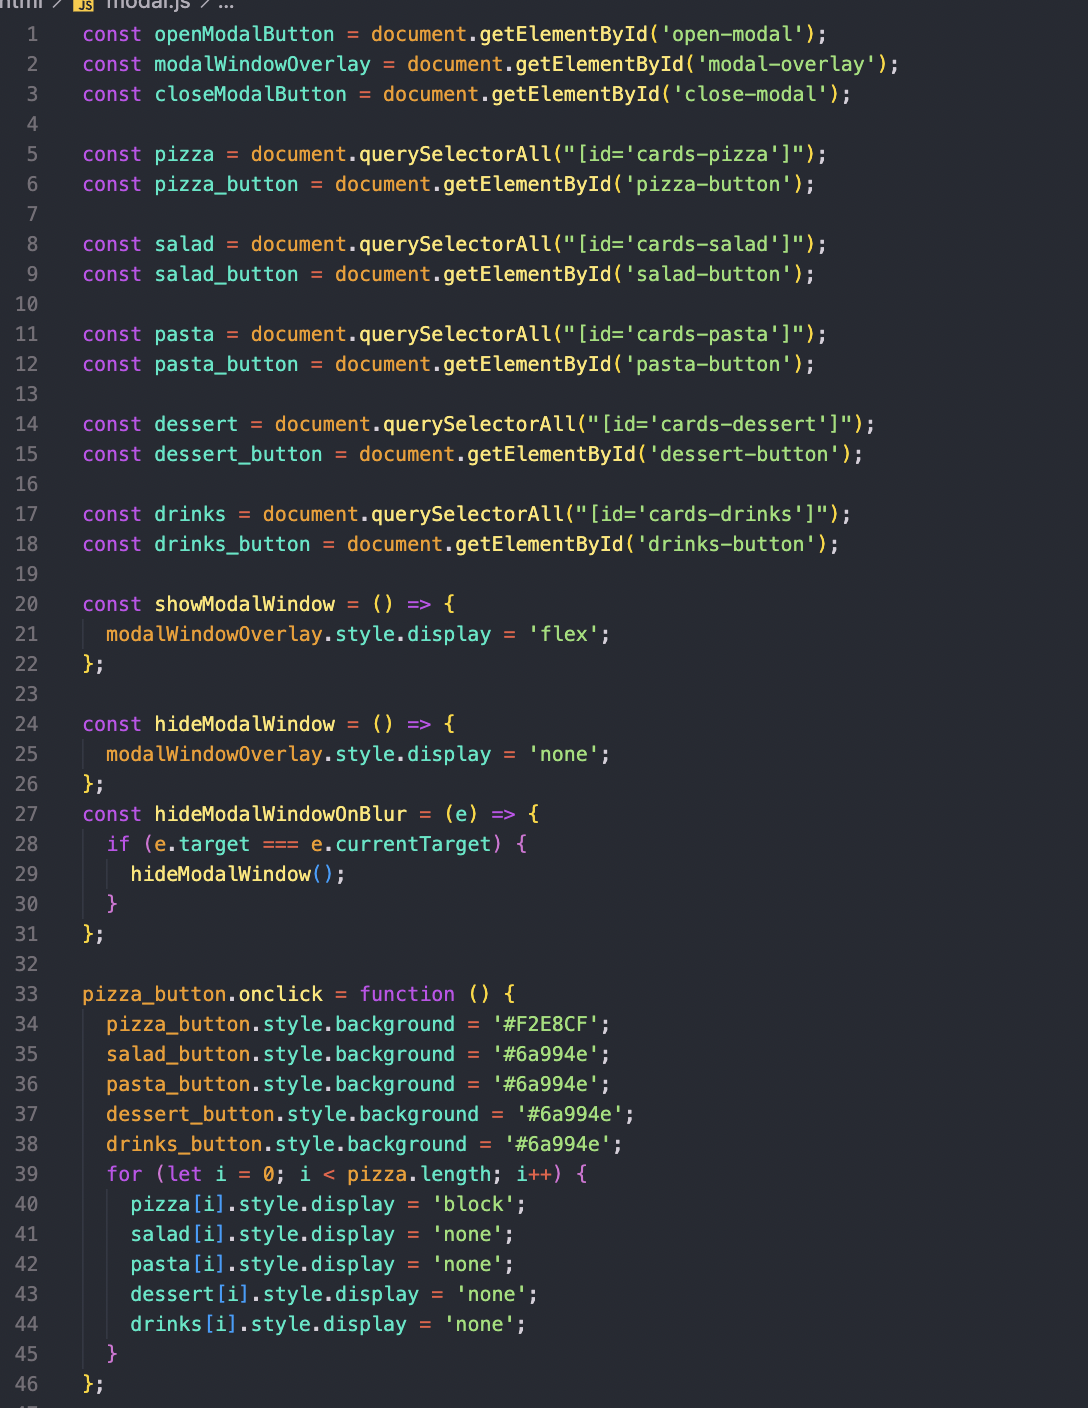 html > JS modal.js > ...
1 const openModalButton = document.getElementById('open-modal');
2 const modalWindowOverlay = document.getElementById('modal-overlay');
3 const closeModalButton = document.getElementById('close-modal');
4
5 const pizza = document.querySelectorAll("[id='cards-pizza']");
6 const pizza_button = document.getElementById('pizza-button');
7
8 const salad = document.querySelectorAll("[id='cards-salad']");
9 const salad_button = document.getElementById('salad-button');
10
11 const pasta = document.querySelectorAll("[id='cards-pasta']");
12 const pasta_button = document.getElementById('pasta-button');
13
14 const dessert = document.querySelectorAll("[id='cards-dessert']");
15 const dessert_button = document.getElementById('dessert-button');
16
17 const drinks = document.querySelectorAll("[id='cards-drinks']");
18 const drinks_button = document.getElementById('drinks-button');
19
20 const showModalWindow = () => {
21   modalWindowOverlay.style.display = 'flex';
22 };
23
24 const hideModalWindow = () => {
25   modalWindowOverlay.style.display = 'none';
26 };
27 const hideModalWindowOnBlur = (e) => {
28   if (e.target === e.currentTarget) {
29     hideModalWindow();
30   }
31 };
32
33 pizza_button.onclick = function () {
34   pizza_button.style.background = '#F2E8CF';
35   salad_button.style.background = '#6a994e';
36   pasta_button.style.background = '#6a994e';
37   dessert_button.style.background = '#6a994e';
38   drinks_button.style.background = '#6a994e';
39   for (let i = 0; i < pizza.length; i++) {
40     pizza[i].style.display = 'block';
41     salad[i].style.display = 'none';
42     pasta[i].style.display = 'none';
43     dessert[i].style.display = 'none';
44     drinks[i].style.display = 'none';
45   }
46 };